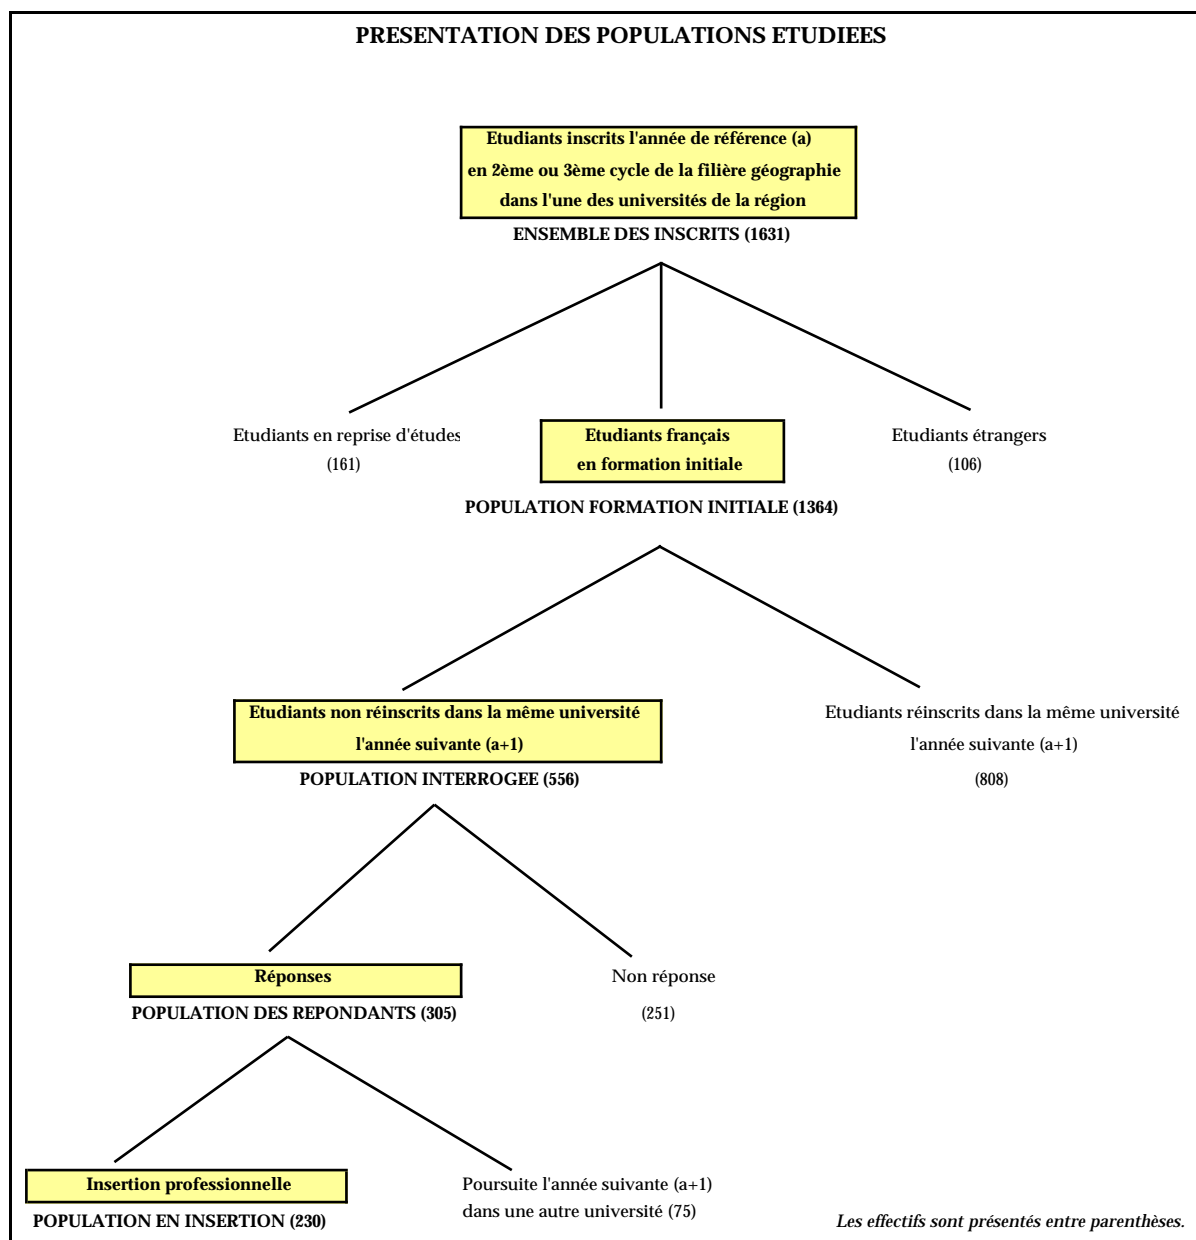 PRESENTATION DES POPULATIONS ETUDIEES
Etudiants inscrits l'année de référence (a)
en 2ème ou 3ème cycle de la filière géographie
dans l'une des universités de la région
ENSEMBLE DES INSCRITS (1631)
Etudiants en reprise d'études
(161)
Etudiants français
en formation initiale
Etudiants étrangers
(106)
POPULATION FORMATION INITIALE (1364)
Etudiants non réinscrits dans la même université
l'année suivante (a+1)
POPULATION INTERROGEE (556)
Etudiants réinscrits dans la même université
l'année suivante (a+1)
(808)
Réponses
POPULATION DES REPONDANTS (305)
Non réponse
(251)
Insertion professionnelle
POPULATION EN INSERTION (230)
Poursuite l'année suivante (a+1)
dans une autre université (75)
Les effectifs sont présentés entre parenthèses.